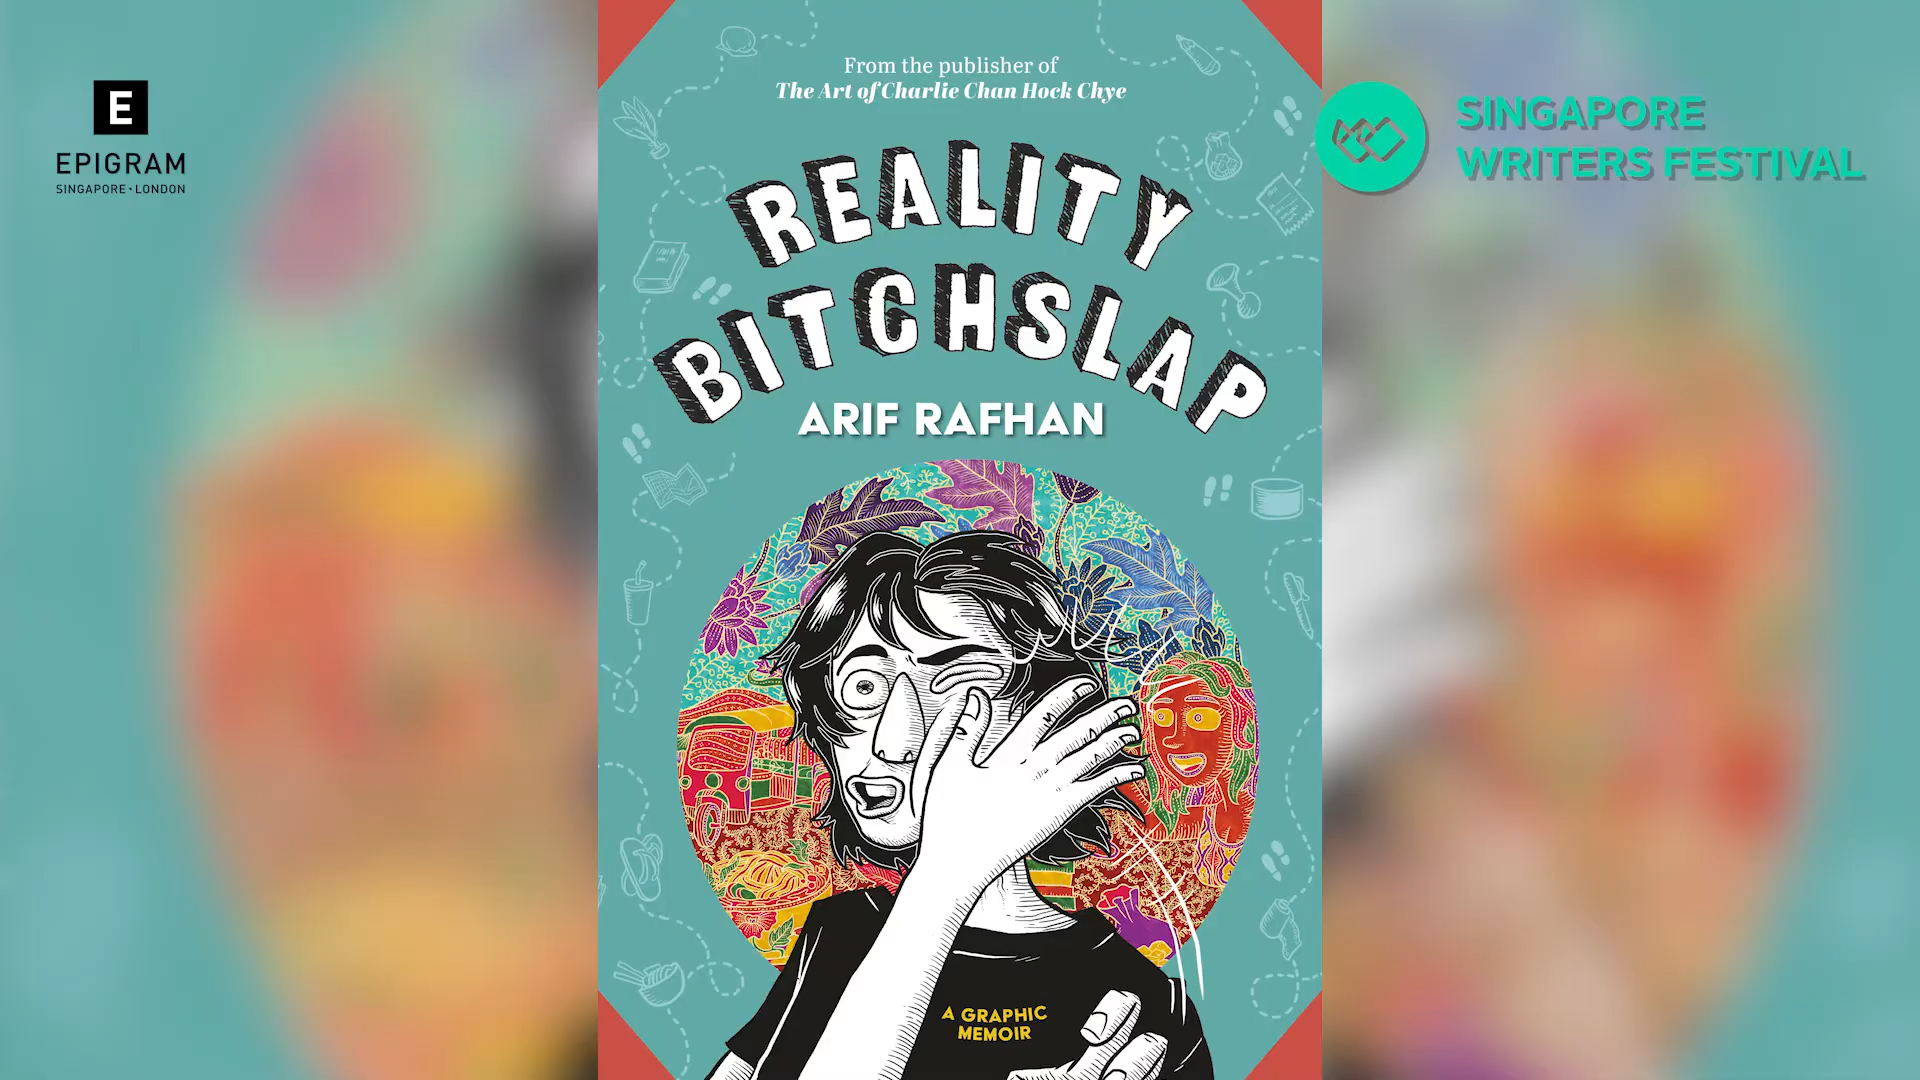 E
EPIGRAM
SINGAPORE • LONDON
From the publisher of
The Art of Charlie Chan Hock Chye
REALITY
BITCHSLAP
ARIF RAFHAN
A GRAPHIC
MEMOIR
SINGAPORE
WRITERS FESTIVAL